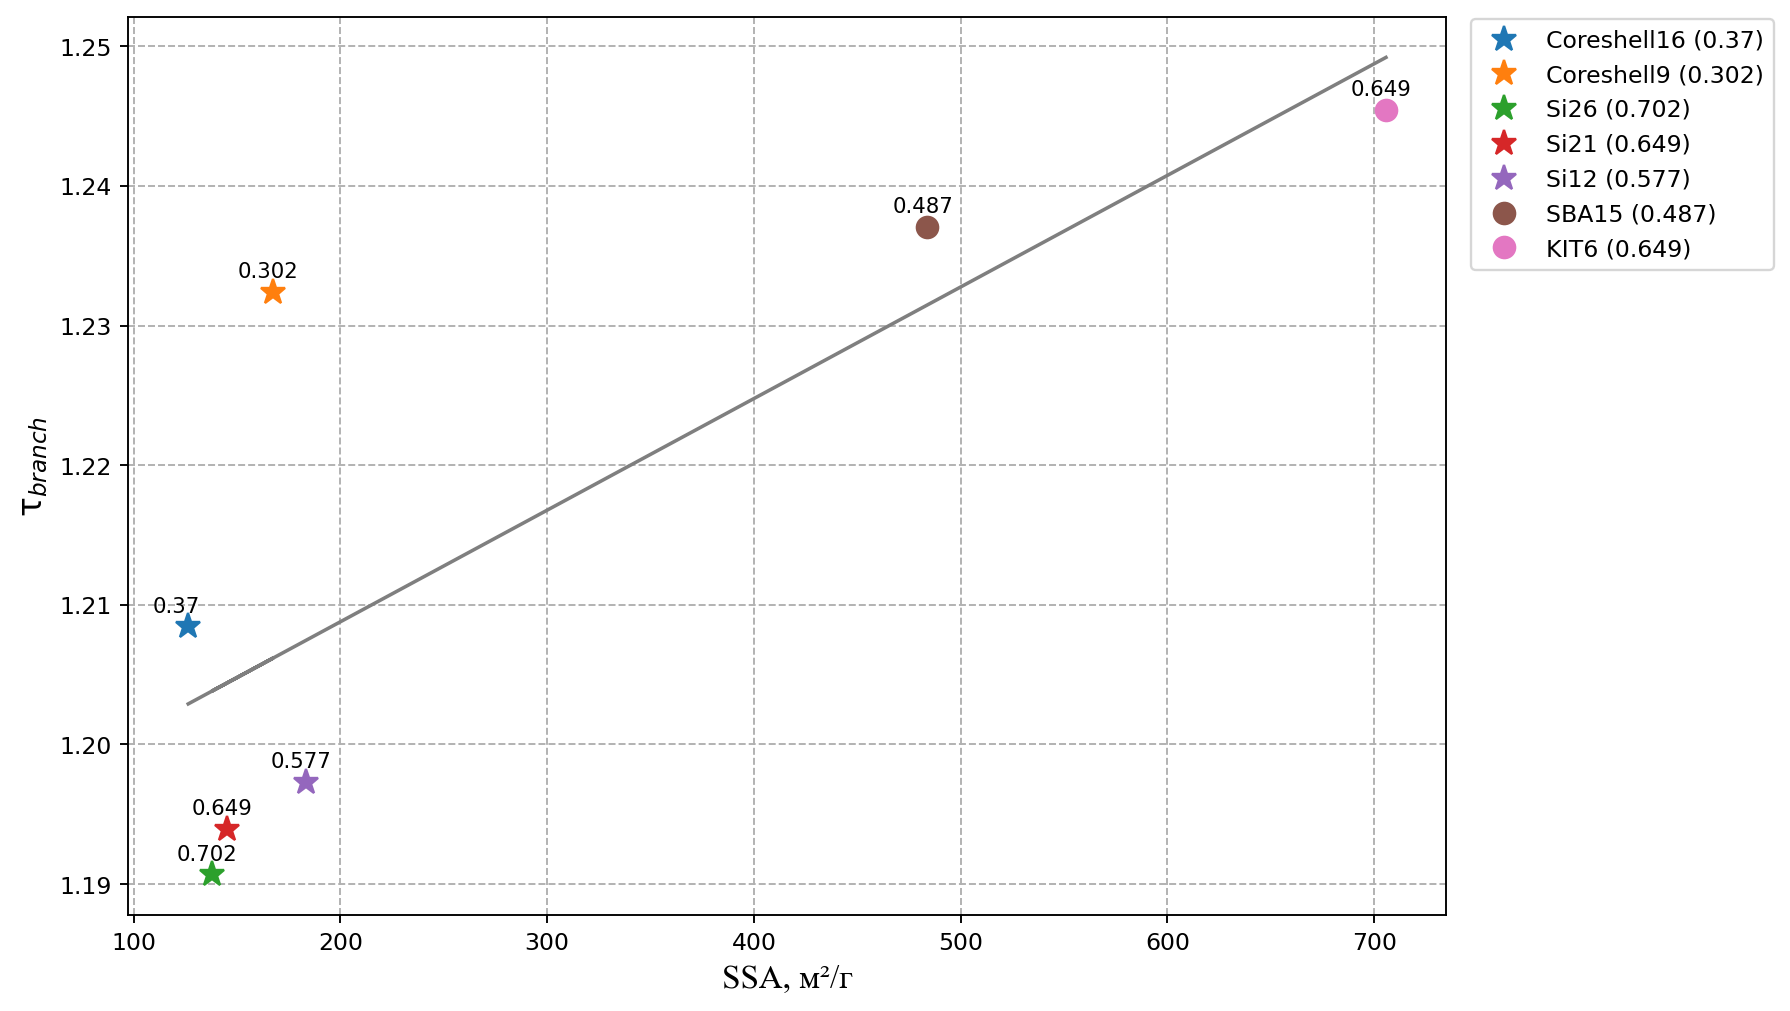 1.25
1.24
1.23
1.22
1.21
1.20
1.19
τbranch
100 200 300 400 500 600 700
SSA, м²/г
0.649
0.487
0.302
0.37
0.577
0.649
0.702
Coreshell16 (0.37)
Coreshell9 (0.302)
Si26 (0.702)
Si21 (0.649)
Si12 (0.577)
SBA15 (0.487)
KIT6 (0.649)